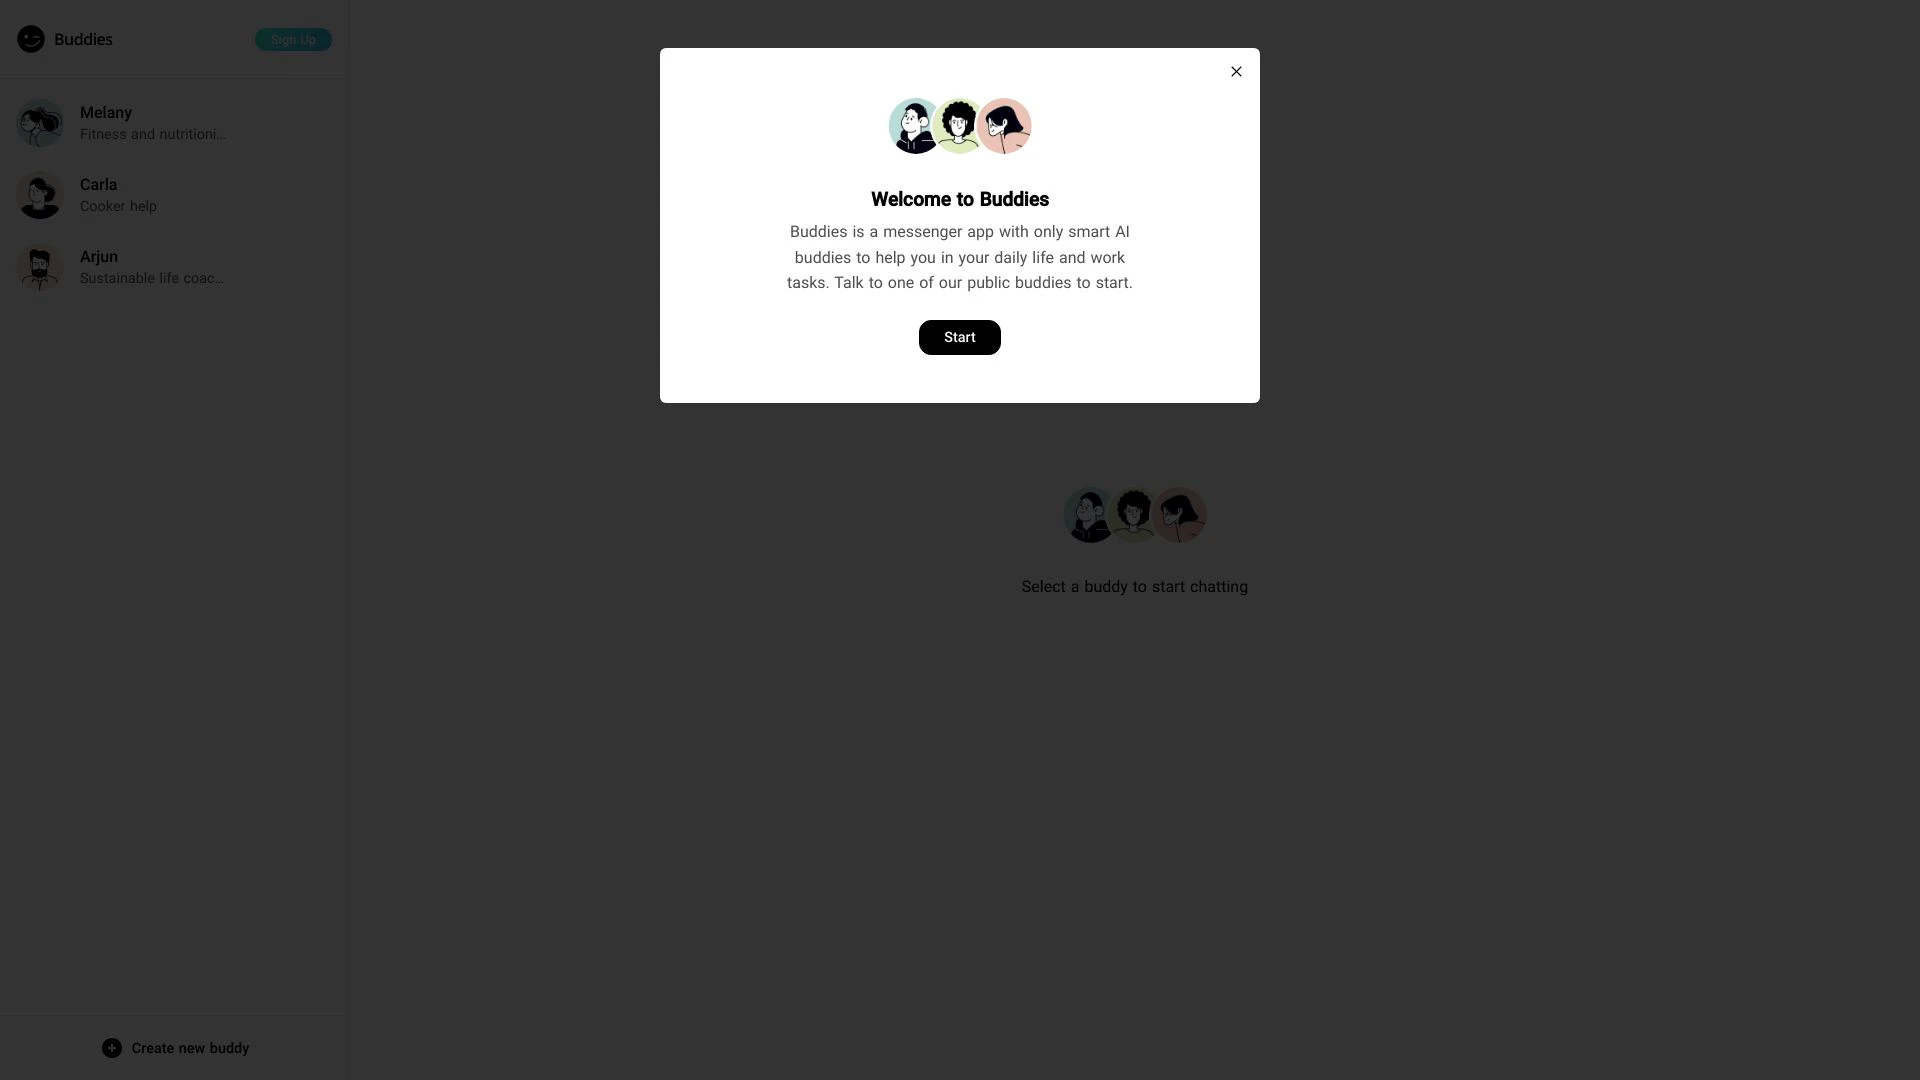 Buddies
Sign Up
Melany
Fitness and nutritioni...
Carla
Cooker help
Arjun
Sustainable life coac...
Create new buddy
Welcome to Buddies
Buddies is a messenger app with only smart AI
buddies to help you in your daily life and work
tasks. Talk to one of our public buddies to start.
Start
Select a buddy to start chatting